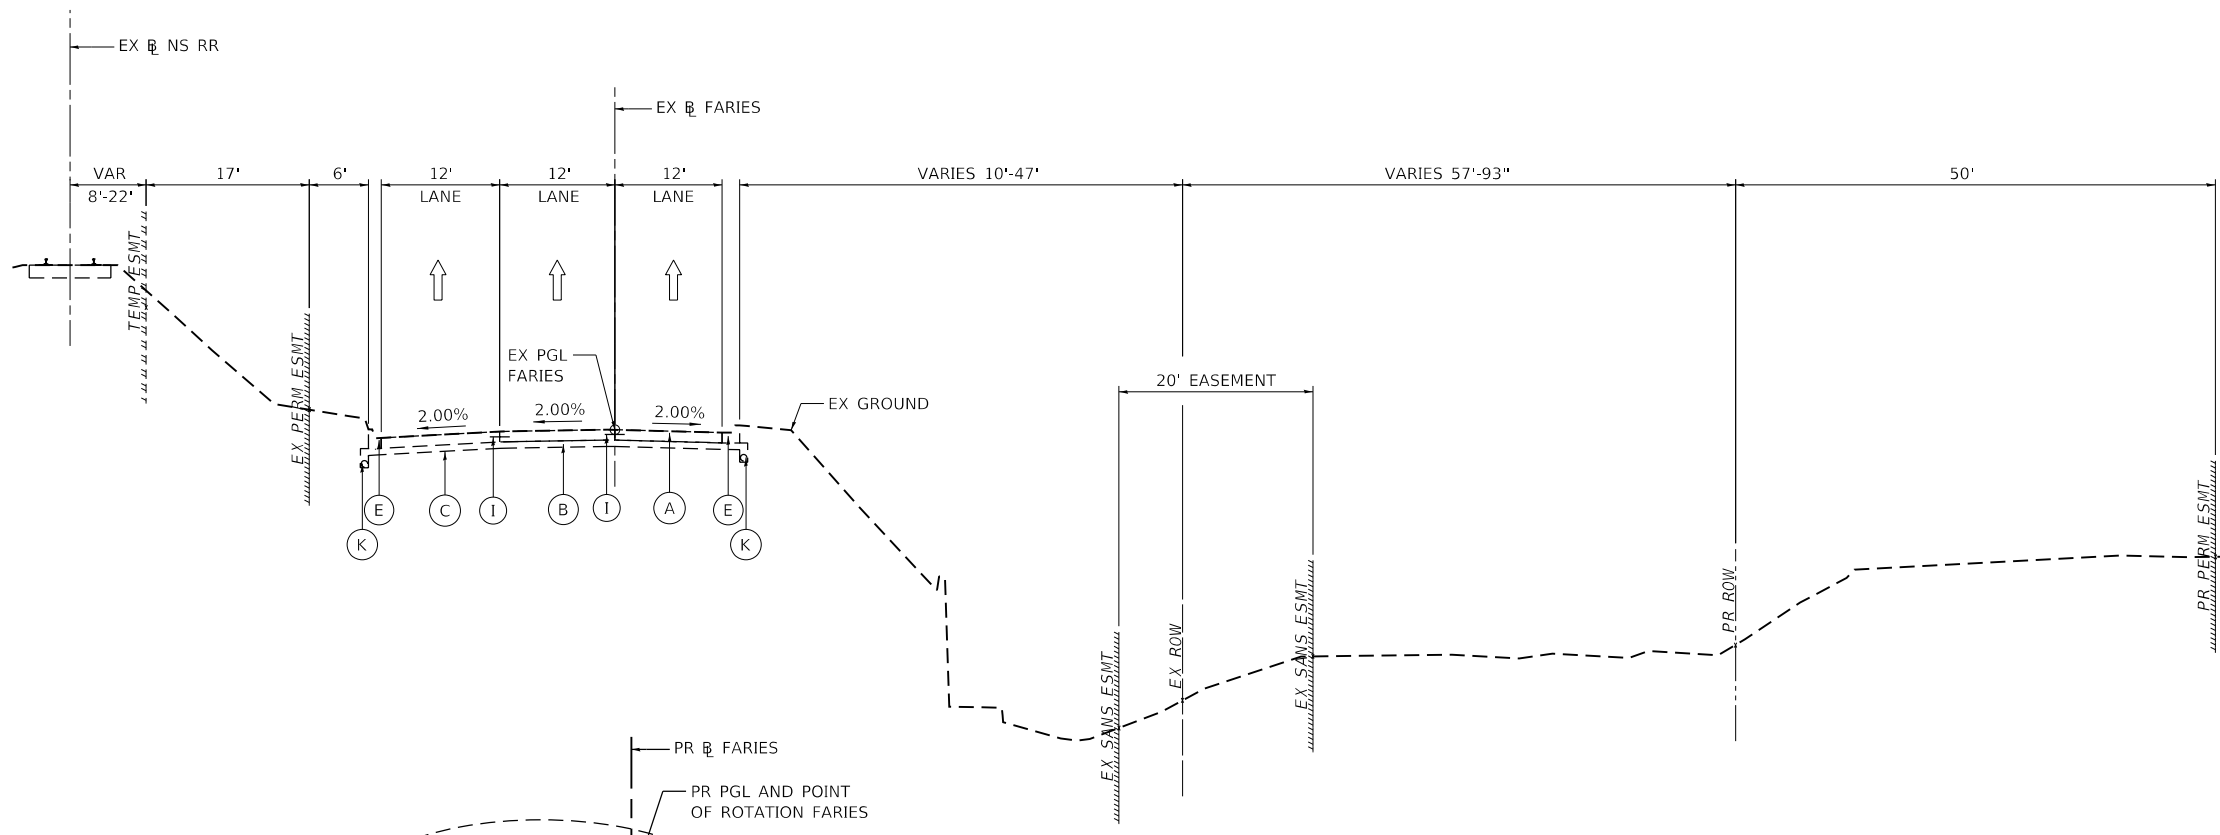 EX BL NS RR
EX BL FARIES
VAR
8'-22'
17'
6'
12'
LANE
12'
LANE
12'
LANE
VARIES 10'-47'
VARIES 57'-93"
50'
TEMP ESMT
EX PERM ESMT
EX PGL
FARIES
2.00%
2.00%
2.00%
EX GROUND
20' EASEMENT
E
C
I
B
I
A
E
K
K
EX SANS ESMT
EX ROW
EX SANS ESMT
PR ROW
PR PERM ESMT
PR BL FARIES
PR PGL AND POINT
OF ROTATION FARIES